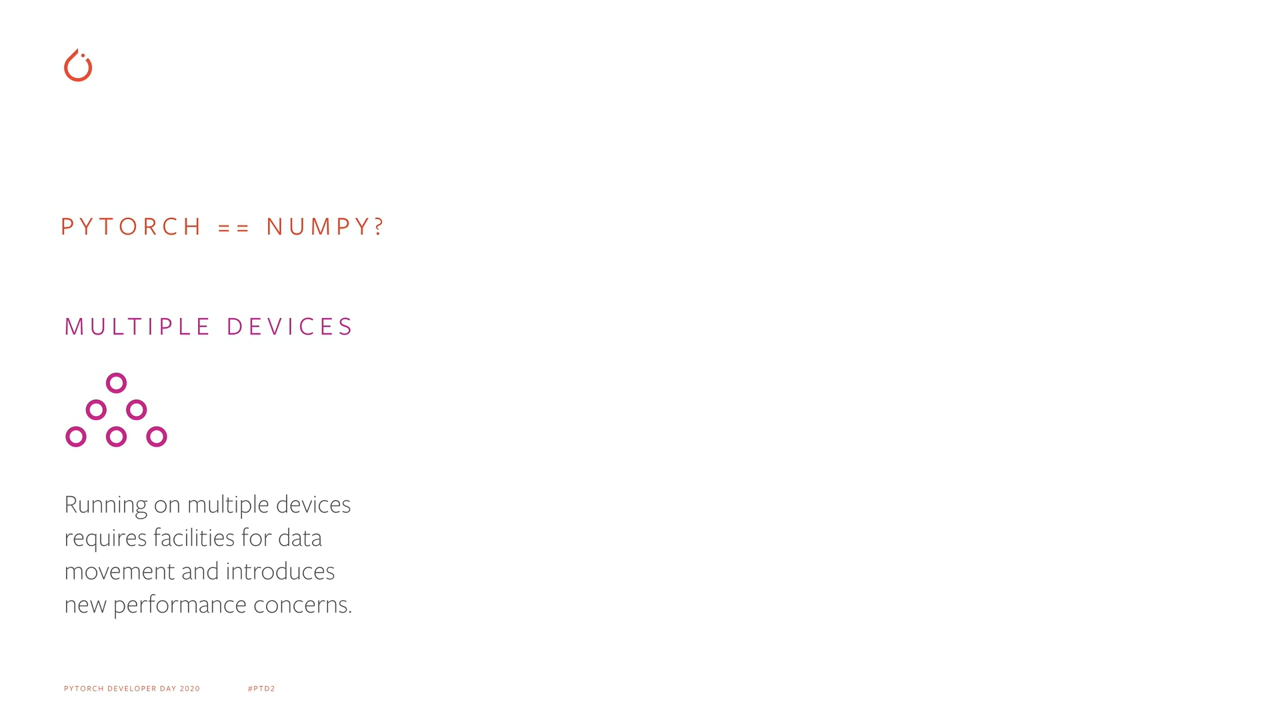 PYTORCH == NUMPY?
MULTIPLE DEVICES
Running on multiple devices
requires facilities for data
movement and introduces
new performance concerns.
PYTORCH DEVELOPER DAY 2020 #PTD2